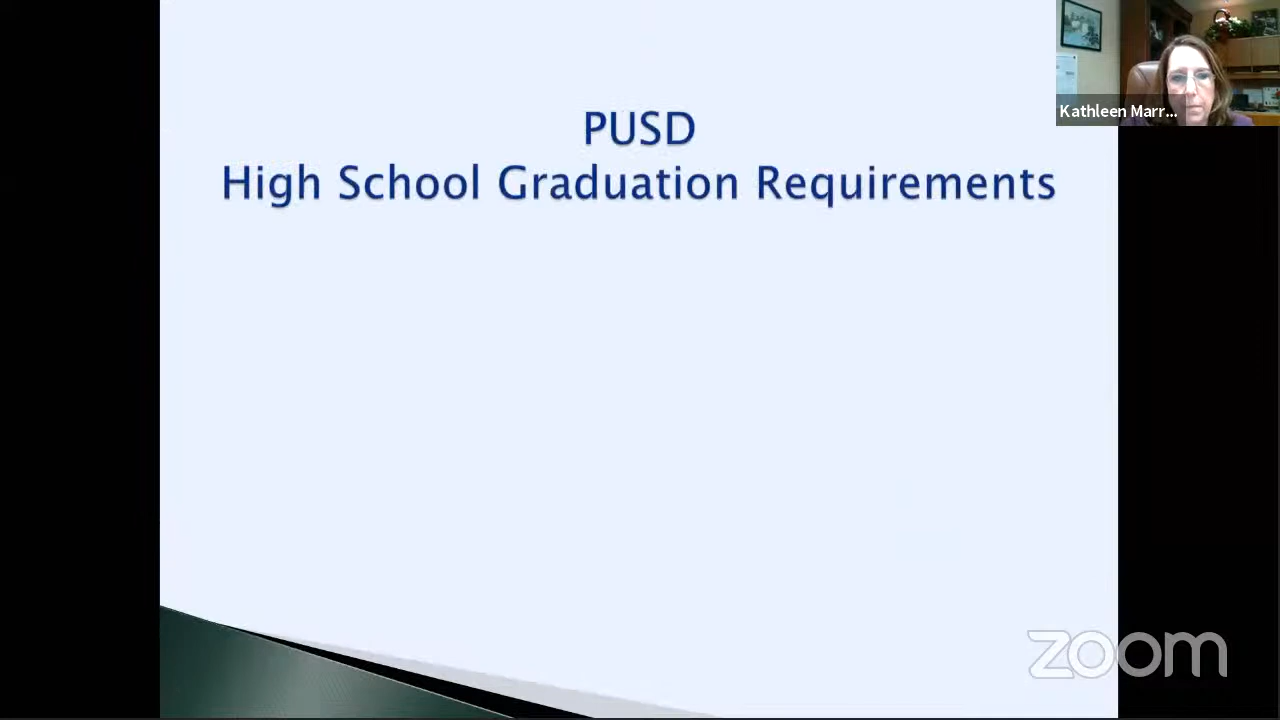 PUSD
High School Graduation Requirements
Kathleen Marr...
zoom